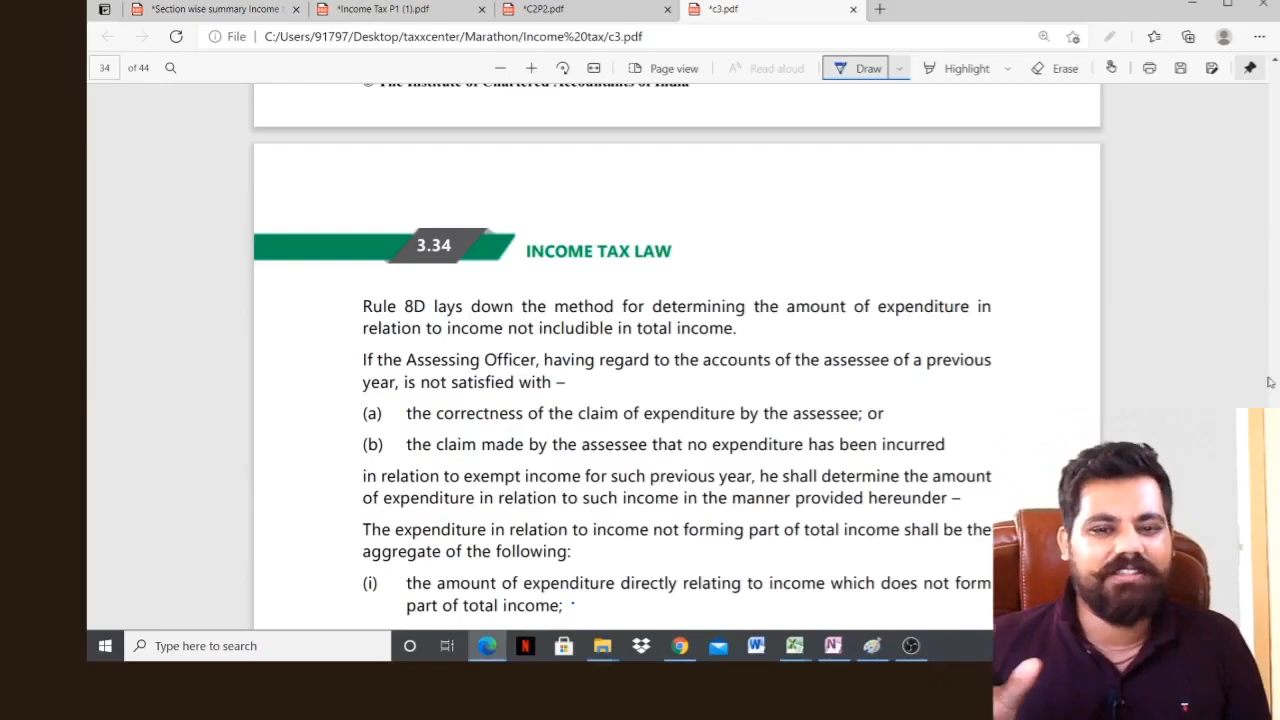 *Section wise summary Income
*Income Tax P1 (1).pdf
*C2P2.pdf
*c3.pdf
File
C:/Users/91797/Desktop/taxxcenter/Marathon/Income%20tax/c3.pdf
34 of 44
Page view
Read aloud
Draw
Highlight
Erase
© The Institute of Chartered Accountants of India
3.34
INCOME TAX LAW
Rule 8D lays down the method for determining the amount of expenditure in
relation to income not includible in total income.
If the Assessing Officer, having regard to the accounts of the assessee of a previous
year, is not satisfied with –
(a) the correctness of the claim of expenditure by the assessee; or
(b) the claim made by the assessee that no expenditure has been incurred
in relation to exempt income for such previous year, he shall determine the amount
of expenditure in relation to such income in the manner provided hereunder –
The expenditure in relation to income not forming part of total income shall be the
aggregate of the following:
(i) the amount of expenditure directly relating to income which does not form
part of total income;
Type here to search